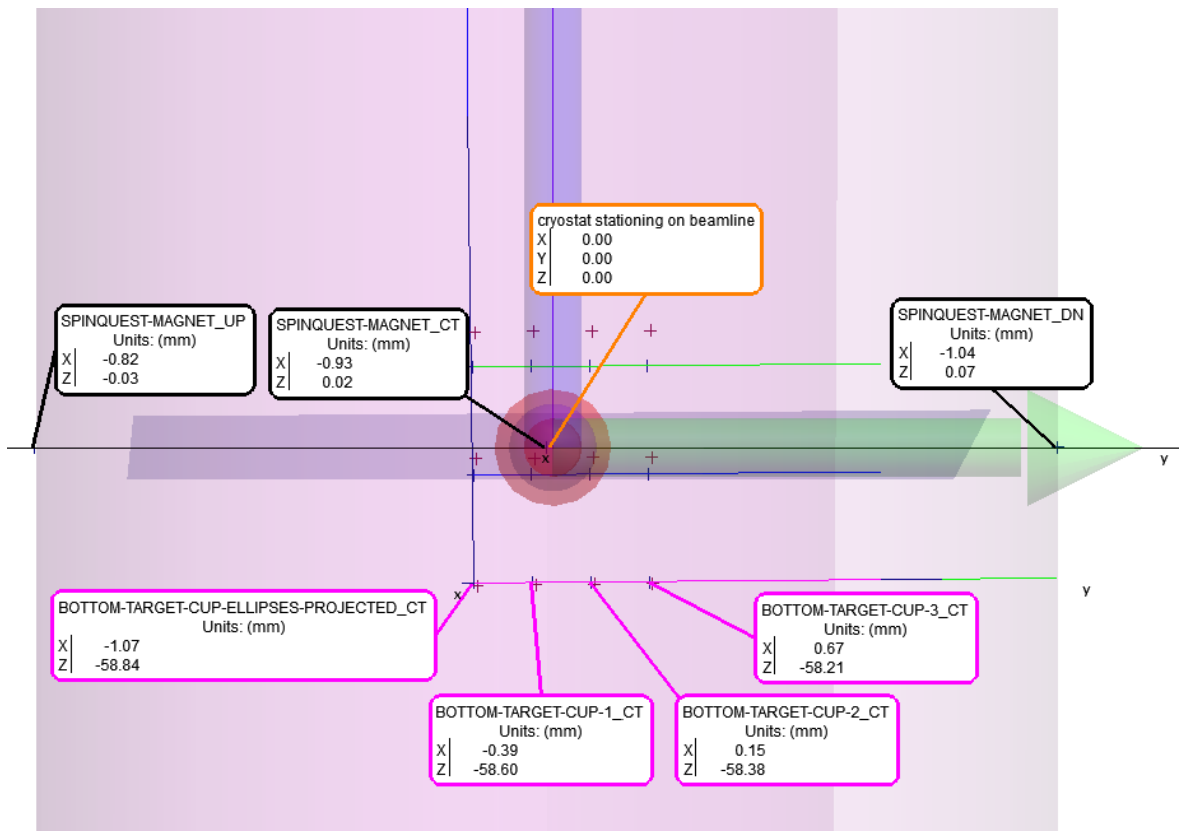 cryostat stationing on beamline
X 0.00
Y 0.00
Z 0.00
SPINQUEST-MAGNET_UP
Units: (mm)
X -0.82
Z -0.03
SPINQUEST-MAGNET_CT
Units: (mm)
X -0.93
Z 0.02
SPINQUEST-MAGNET_DN
Units: (mm)
X -1.04
Z 0.07
x
y
x
y
BOTTOM-TARGET-CUP-ELLIPSES-PROJECTED_CT
Units: (mm)
X -1.07
Z -58.84
BOTTOM-TARGET-CUP-3_CT
Units: (mm)
X 0.67
Z -58.21
BOTTOM-TARGET-CUP-1_CT
Units: (mm)
X -0.39
Z -58.60
BOTTOM-TARGET-CUP-2_CT
Units: (mm)
X 0.15
Z -58.38